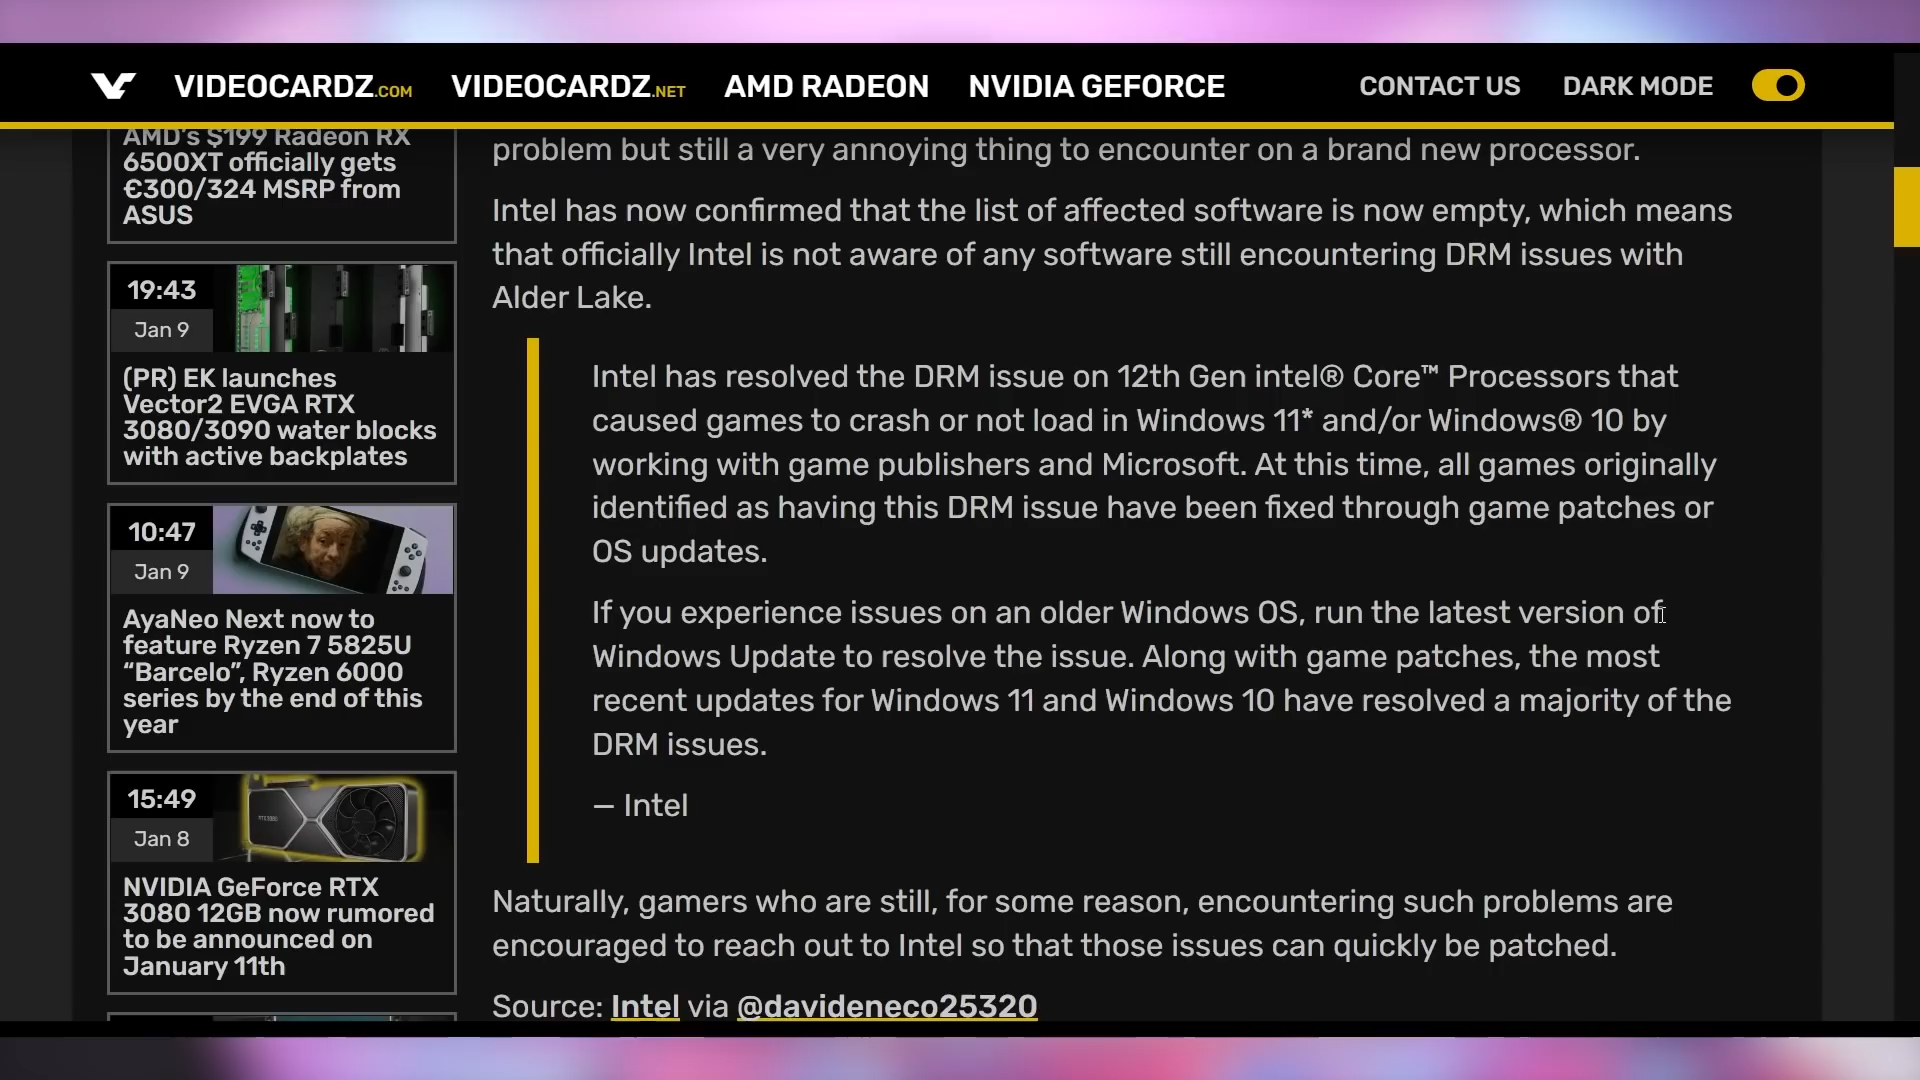 VIDEOCARDZ.COM VIDEOCARDZ.NET AMD RADEON NVIDIA GEFORCE CONTACT US DARK MODE
AMD's $199 Radeon RX
6500XT officially gets
€300/324 MSRP from
ASUS
19:43
Jan 9
(PR) EK launches
Vector2 EVGA RTX
3080/3090 water blocks
with active backplates
10:47
Jan 9
AyaNeo Next now to
feature Ryzen 7 5825U
“Barcelo”, Ryzen 6000
series by the end of this
year
15:49
Jan 8
NVIDIA GeForce RTX
3080 12GB now rumored
to be announced on
January 11th
problem but still a very annoying thing to encounter on a brand new processor.
Intel has now confirmed that the list of affected software is now empty, which means
that officially Intel is not aware of any software still encountering DRM issues with
Alder Lake.
Intel has resolved the DRM issue on 12th Gen intel® Core™ Processors that
caused games to crash or not load in Windows 11* and/or Windows® 10 by
working with game publishers and Microsoft. At this time, all games originally
identified as having this DRM issue have been fixed through game patches or
OS updates.
If you experience issues on an older Windows OS, run the latest version of
Windows Update to resolve the issue. Along with game patches, the most
recent updates for Windows 11 and Windows 10 have resolved a majority of the
DRM issues.
— Intel
Naturally, gamers who are still, for some reason, encountering such problems are
encouraged to reach out to Intel so that those issues can quickly be patched.
Source: Intel via @davideneco25320